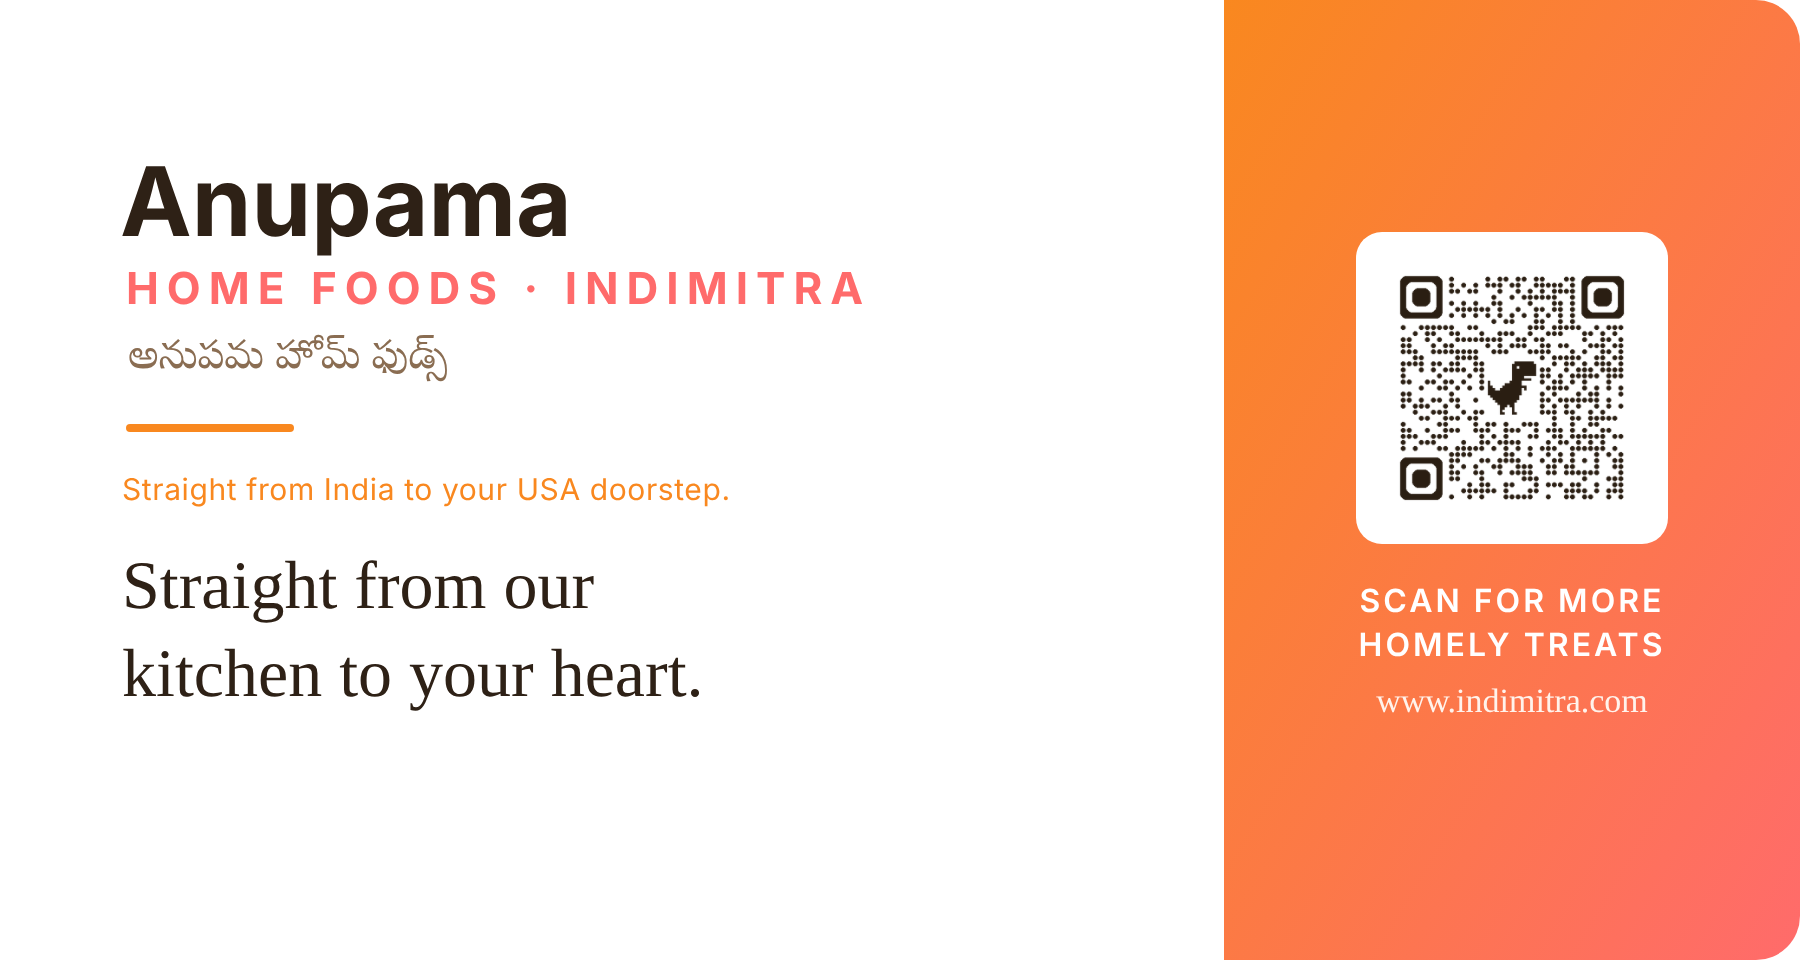 Anupama
HOME FOODS · INDIMITRA
అనుపమ హోమ్ ఫుడ్స్
Straight from India to your USA doorstep.
Straight from our
kitchen to your heart.
SCAN FOR MORE
HOMELY TREATS
www.indimitra.com